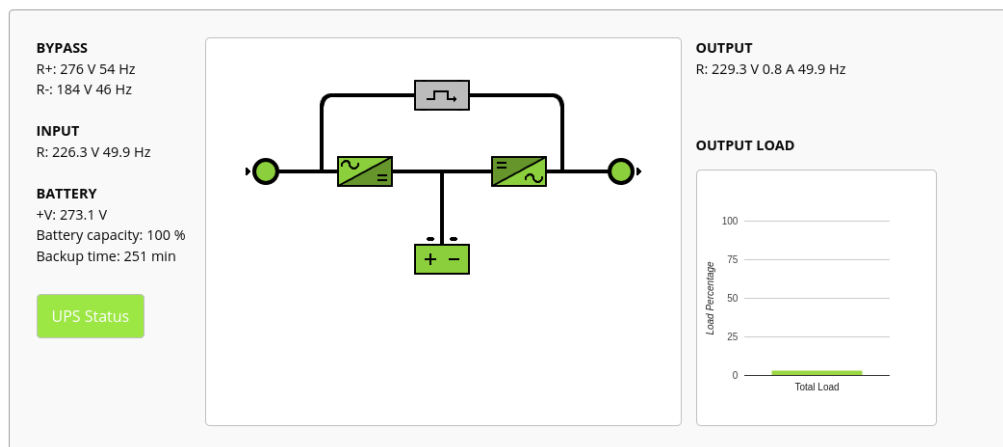 BYPASS
R+: 276 V 54 Hz
R-: 184 V 46 Hz
INPUT
R: 226.3 V 49.9 Hz
BATTERY
+V: 273.1 V
Battery capacity: 100 %
Backup time: 251 min
UPS Status
+ −
OUTPUT
R: 229.3 V 0.8 A 49.9 Hz
OUTPUT LOAD
Load Percentage
100
75
50
25
0
Total Load